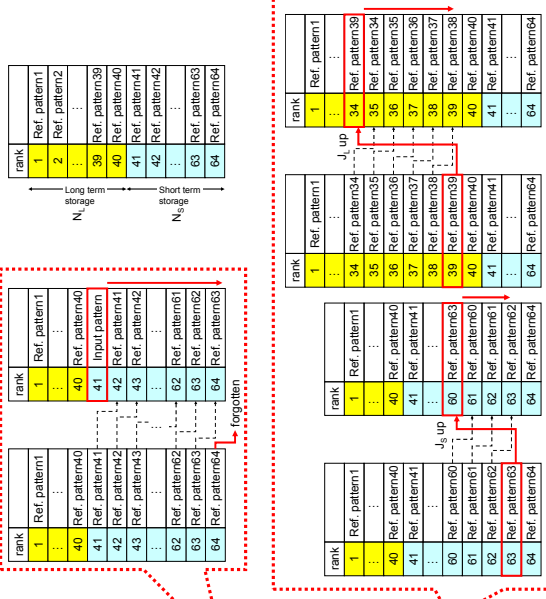 rank
1 Ref. pattern1
... ...
40 Ref. pattern40
41 Ref. pattern41
42 Ref. pattern42
43 Ref. pattern43
... ...
62 Ref. pattern62
63 Ref. pattern63
64 Ref. pattern64
forgotten
rank
1 Ref. pattern1
... ...
40 Ref. pattern40
41 Input pattern
42 Ref. pattern41
43 Ref. pattern42
... ...
62 Ref. pattern61
63 Ref. pattern62
64 Ref. pattern63
N_L
Long term
storage
N_S
Short term
storage
rank
1 Ref. pattern1
2 Ref. pattern2
... ...
39 Ref. pattern39
40 Ref. pattern40
41 Ref. pattern41
42 Ref. pattern42
... ...
63 Ref. pattern63
64 Ref. pattern64
rank
1 Ref. pattern1
... ...
40 Ref. pattern40
41 Ref. pattern41
... ...
60 Ref. pattern60
61 Ref. pattern61
62 Ref. pattern62
63 Ref. pattern63
64 Ref. pattern64
J_S up
rank
1 Ref. pattern1
... ...
40 Ref. pattern40
41 Ref. pattern41
... ...
60 Ref. pattern63
61 Ref. pattern60
62 Ref. pattern61
63 Ref. pattern62
64 Ref. pattern64
rank
1 Ref. pattern1
... ...
34 Ref. pattern34
35 Ref. pattern35
36 Ref. pattern36
37 Ref. pattern37
38 Ref. pattern38
39 Ref. pattern39
40 Ref. pattern40
41 ...
... ...
64 Ref. pattern64
J_L up
rank
1 Ref. pattern1
... ...
34 Ref. pattern39
35 Ref. pattern34
36 Ref. pattern35
37 Ref. pattern36
38 Ref. pattern37
39 Ref. pattern38
40 Ref. pattern40
41 ...
... ...
64 Ref. pattern64